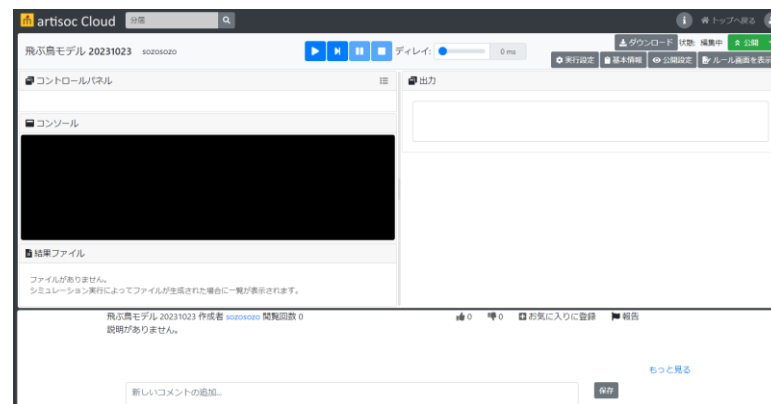 artisoc Cloud 分居 トップへ戻る
飛ぶ鳥モデル 20231023 sozosozo ディレイ: 0 ms ダウンロード 状態: 編集中 公開
実行設定 基本情報 公開設定 ルール画面を表示
コントロールパネル 出力
コンソール
結果ファイル
ファイルがありません。
シミュレーション実行によってファイルが生成された場合に一覧が表示されます。
飛ぶ鳥モデル 20231023 作成者 sozosozo 閲覧回数 0 0 0 お気に入りに登録 報告
説明がありません。
もっと見る
新しいコメントの追加... 保存